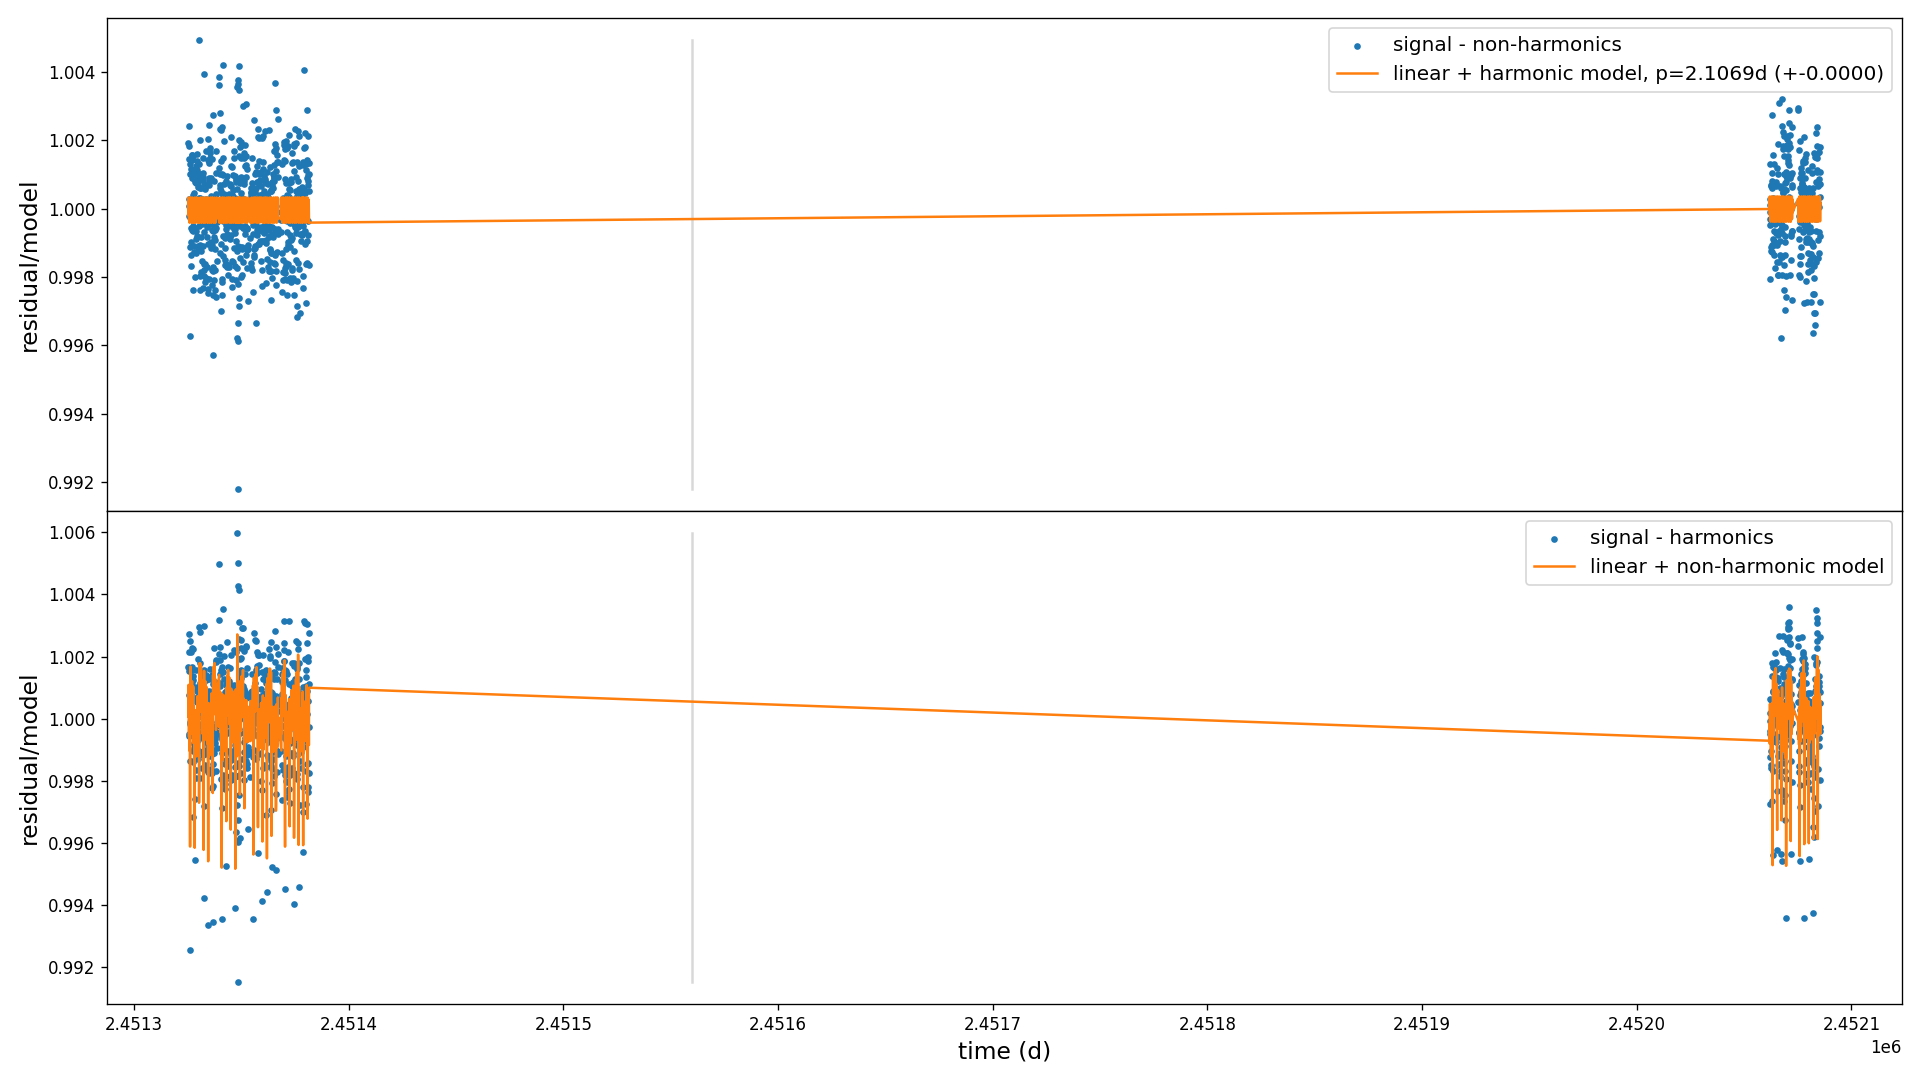 signal - non-harmonics
linear + harmonic model, p=2.1069d (+-0.0000)
residual/model
1.004
1.002
1.000
0.998
0.996
0.994
0.992
signal - harmonics
linear + non-harmonic model
residual/model
1.006
1.004
1.002
1.000
0.998
0.996
0.994
0.992
2.4513 2.4514 2.4515 2.4516 2.4517 2.4518 2.4519 2.4520 2.4521
1e6
time (d)